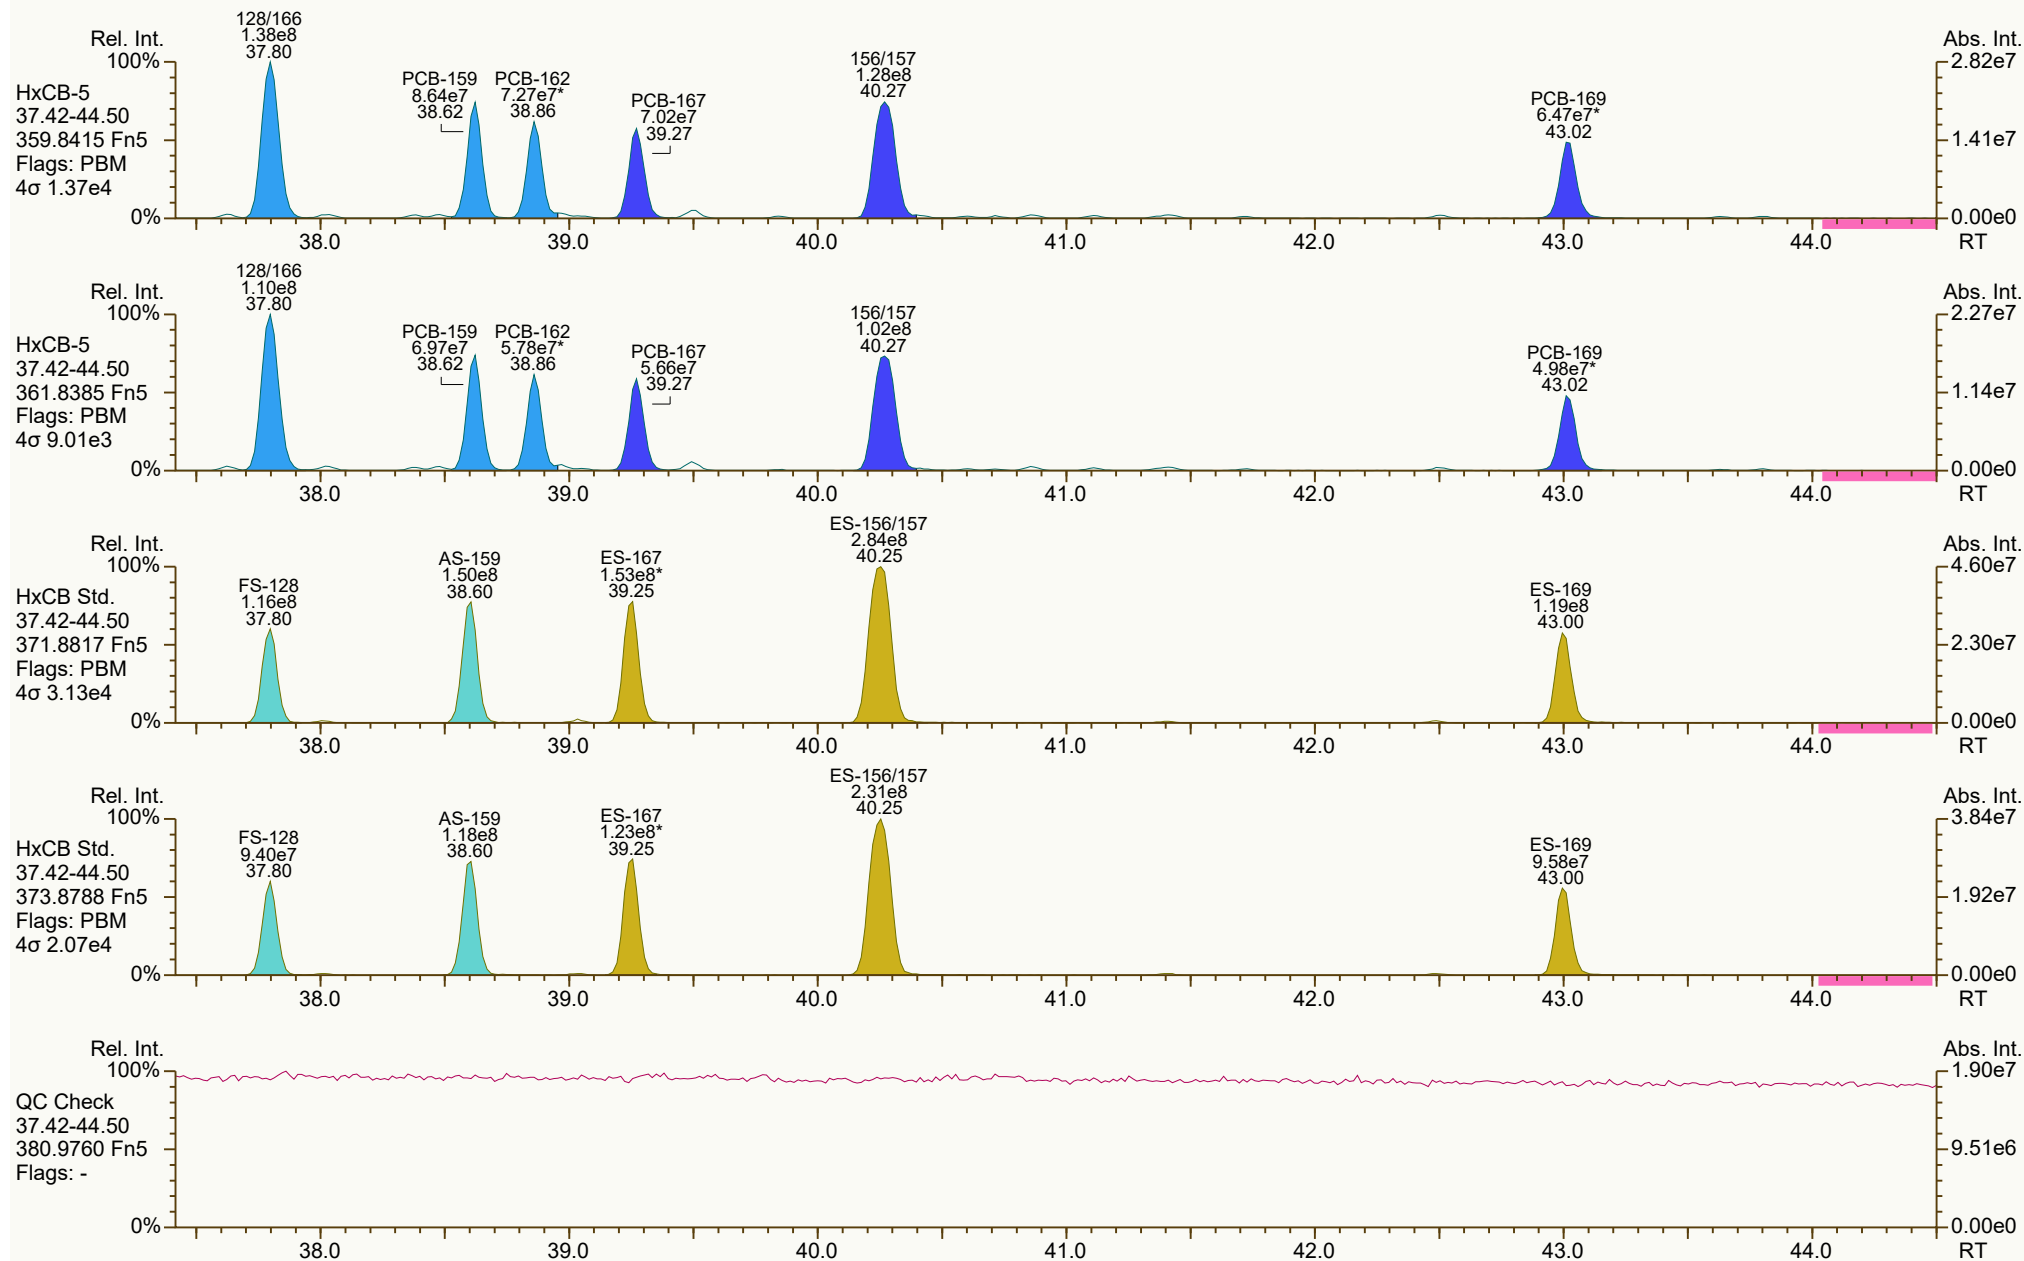 128/166
1.38e8
37.80
Rel. Int.
Abs. Int.
156/157
1.28e8
40.27
100%
2.82e7
PCB-159
8.64e7
38.62
PCB-162
7.27e7*
38.86
PCB-167
7.02e7
39.27
PCB-169
6.47e7*
43.02
HxCB-5
37.42-44.50
359.8415 Fn5
Flags: PBM
4σ 1.37e4
1.41e7
0%
0.00e0
38.0 39.0 40.0 41.0 42.0 43.0 44.0 RT
128/166
1.10e8
37.80
Rel. Int.
Abs. Int.
156/157
1.02e8
40.27
100%
2.27e7
PCB-159
6.97e7
38.62
PCB-162
5.78e7*
38.86
PCB-167
5.66e7
39.27
PCB-169
4.98e7*
43.02
HxCB-5
37.42-44.50
361.8385 Fn5
Flags: PBM
4σ 9.01e3
1.14e7
0%
0.00e0
38.0 39.0 40.0 41.0 42.0 43.0 44.0 RT
ES-156/157
2.84e8
40.25
Rel. Int.
Abs. Int.
100%
4.60e7
FS-128
1.16e8
37.80
AS-159
1.50e8
38.60
ES-167
1.53e8*
39.25
ES-169
1.19e8
43.00
HxCB Std.
37.42-44.50
371.8817 Fn5
Flags: PBM
4σ 3.13e4
2.30e7
0%
0.00e0
38.0 39.0 40.0 41.0 42.0 43.0 44.0 RT
ES-156/157
2.31e8
40.25
Rel. Int.
Abs. Int.
100%
3.84e7
FS-128
9.40e7
37.80
AS-159
1.18e8
38.60
ES-167
1.23e8*
39.25
ES-169
9.58e7
43.00
HxCB Std.
37.42-44.50
373.8788 Fn5
Flags: PBM
4σ 2.07e4
1.92e7
0%
0.00e0
38.0 39.0 40.0 41.0 42.0 43.0 44.0 RT
Rel. Int.
Abs. Int.
100%
1.90e7
QC Check
37.42-44.50
380.9760 Fn5
Flags: -
9.51e6
0%
0.00e0
38.0 39.0 40.0 41.0 42.0 43.0 44.0 RT